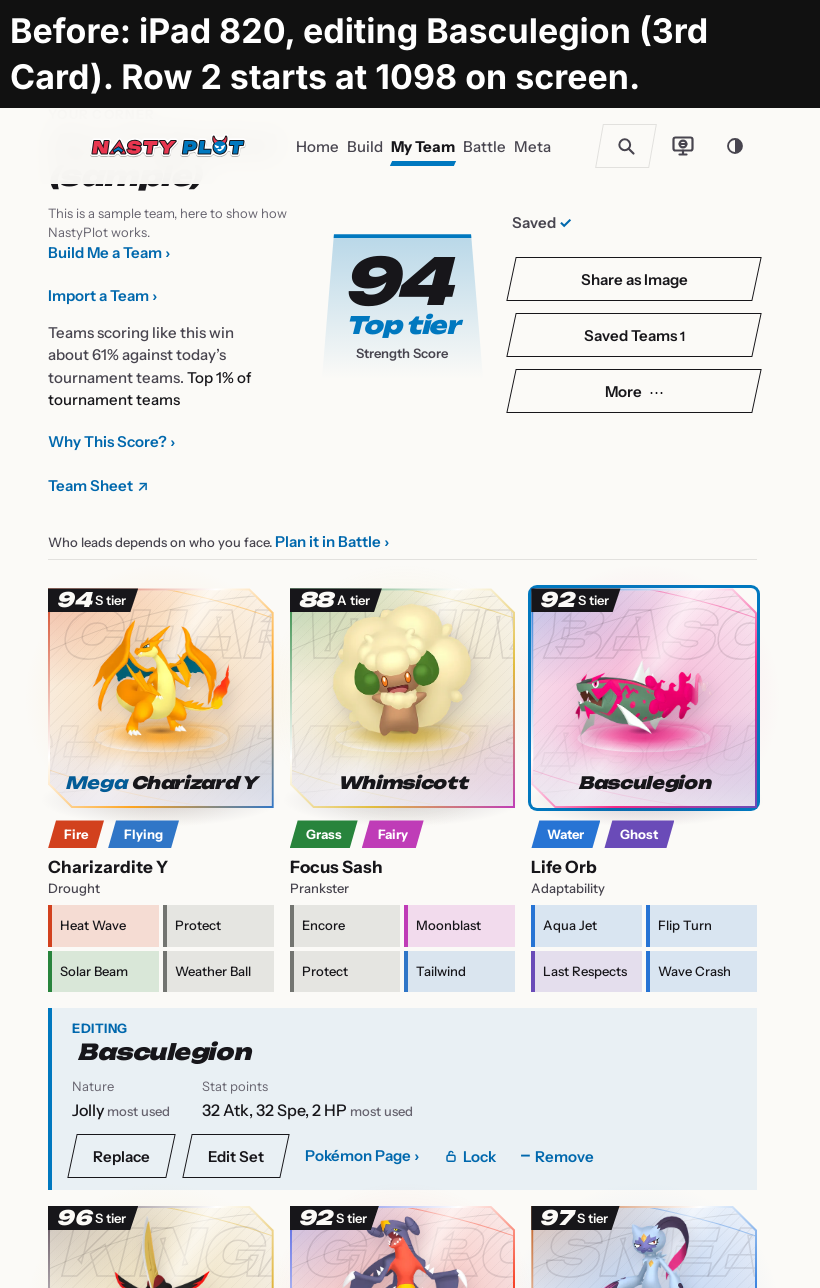 Before: iPad 820, editing Basculegion (3rd
Card). Row 2 starts at 1098 on screen.
NASTY PLOT
Home Build My Team Battle Meta
(sample)
This is a sample team, here to show how
NastyPlot works.
Build Me a Team ›
Import a Team ›
Teams scoring like this win
about 61% against today’s
tournament teams. Top 1% of
tournament teams
Why This Score? ›
Team Sheet ↗
94
Top tier
Strength Score
Saved ✓
Share as Image
Saved Teams 1
More ···
Who leads depends on who you face. Plan it in Battle ›
94 S tier
Mega Charizard Y
88 A tier
Whimsicott
92 S tier
BASC
Basculegion
Fire Flying
Charizardite Y
Drought
Heat Wave Protect
Solar Beam Weather Ball
Grass Fairy
Focus Sash
Prankster
Encore Moonblast
Protect Tailwind
Water Ghost
Life Orb
Adaptability
Aqua Jet Flip Turn
Last Respects Wave Crash
EDITING
Basculegion
Nature
Jolly most used
Stat points
32 Atk, 32 Spe, 2 HP most used
Replace Edit Set Pokémon Page › Lock − Remove
96 S tier
92 S tier
97 S tier